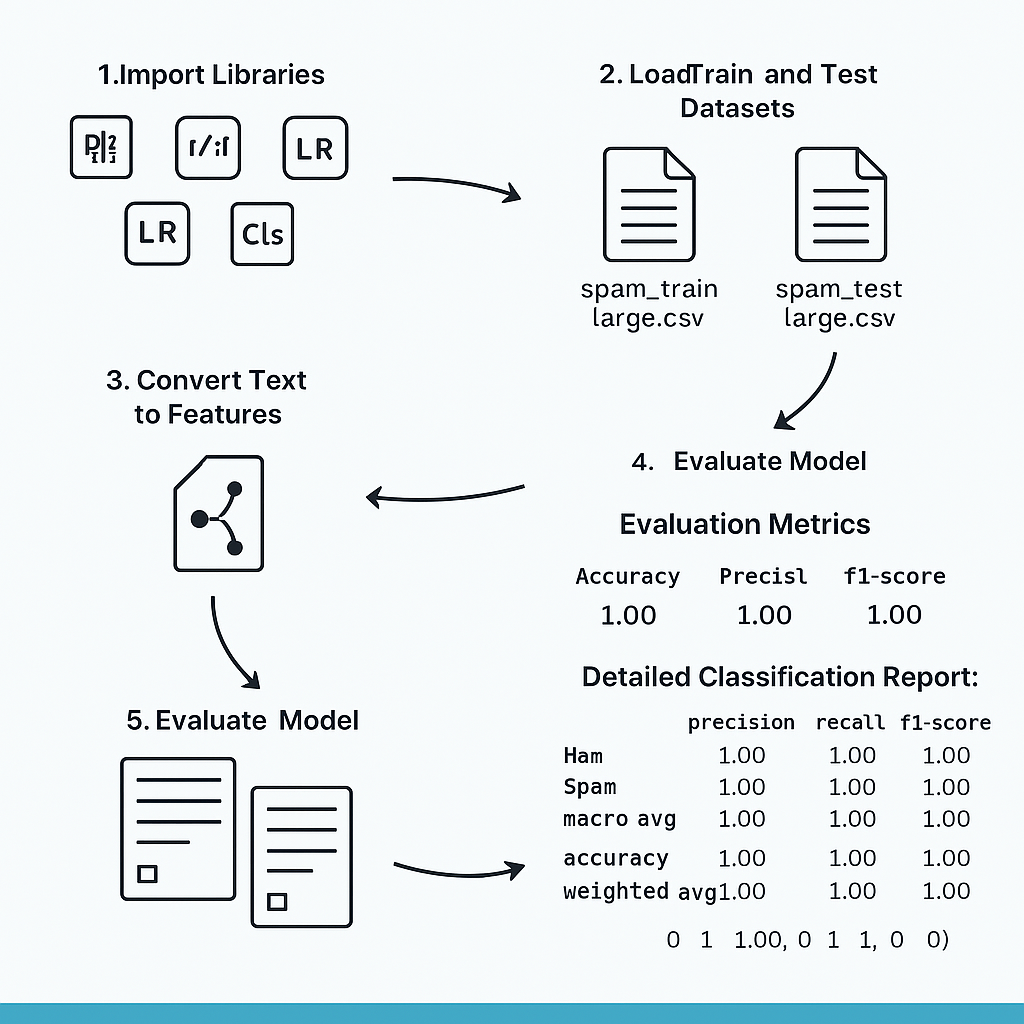 1.Import Libraries
LR
LR Cls
2. LoadTrain and Test
Datasets
spam_train spam_test
large.csv large.csv
3. Convert Text
to Features
4. Evaluate Model
Evaluation Metrics
Accuracy Precisl f1-score
1.00 1.00 1.00
5. Evaluate Model
Detailed Classification Report:
precision recall f1-score
Ham 1.00 1.00 1.00
Spam 1.00 1.00 1.00
macro avg 1.00 1.00 1.00
accuracy 1.00 1.00 1.00
weighted avg1.00 1.00 1.00
0 1 1.00, 0 1 1, 0 0)